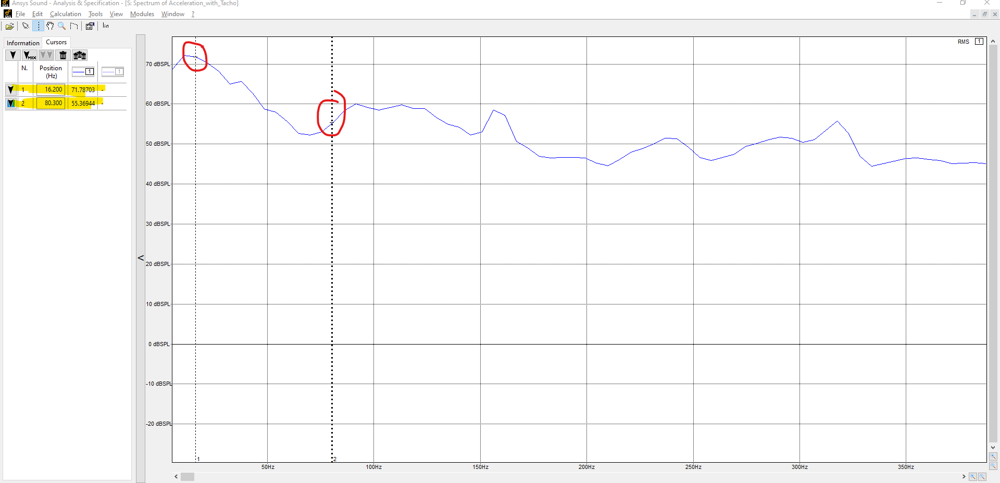 Ansys Sound - Analysis & Specification - [S: Spectrum of Acceleration_with_Tacho]
File Edit Calculation Tools View Modules Window ?
lin
Information Cursors
MAX
N. Position (Hz) 1 1
1 16.200 71.78703 -
2 80.300 55.36944 -
<
RMS 1
70 dBSPL
60 dBSPL
50 dBSPL
40 dBSPL
30 dBSPL
20 dBSPL
10 dBSPL
0 dBSPL
-10 dBSPL
-20 dBSPL
1 2
50Hz 100Hz 150Hz 200Hz 250Hz 300Hz 350Hz